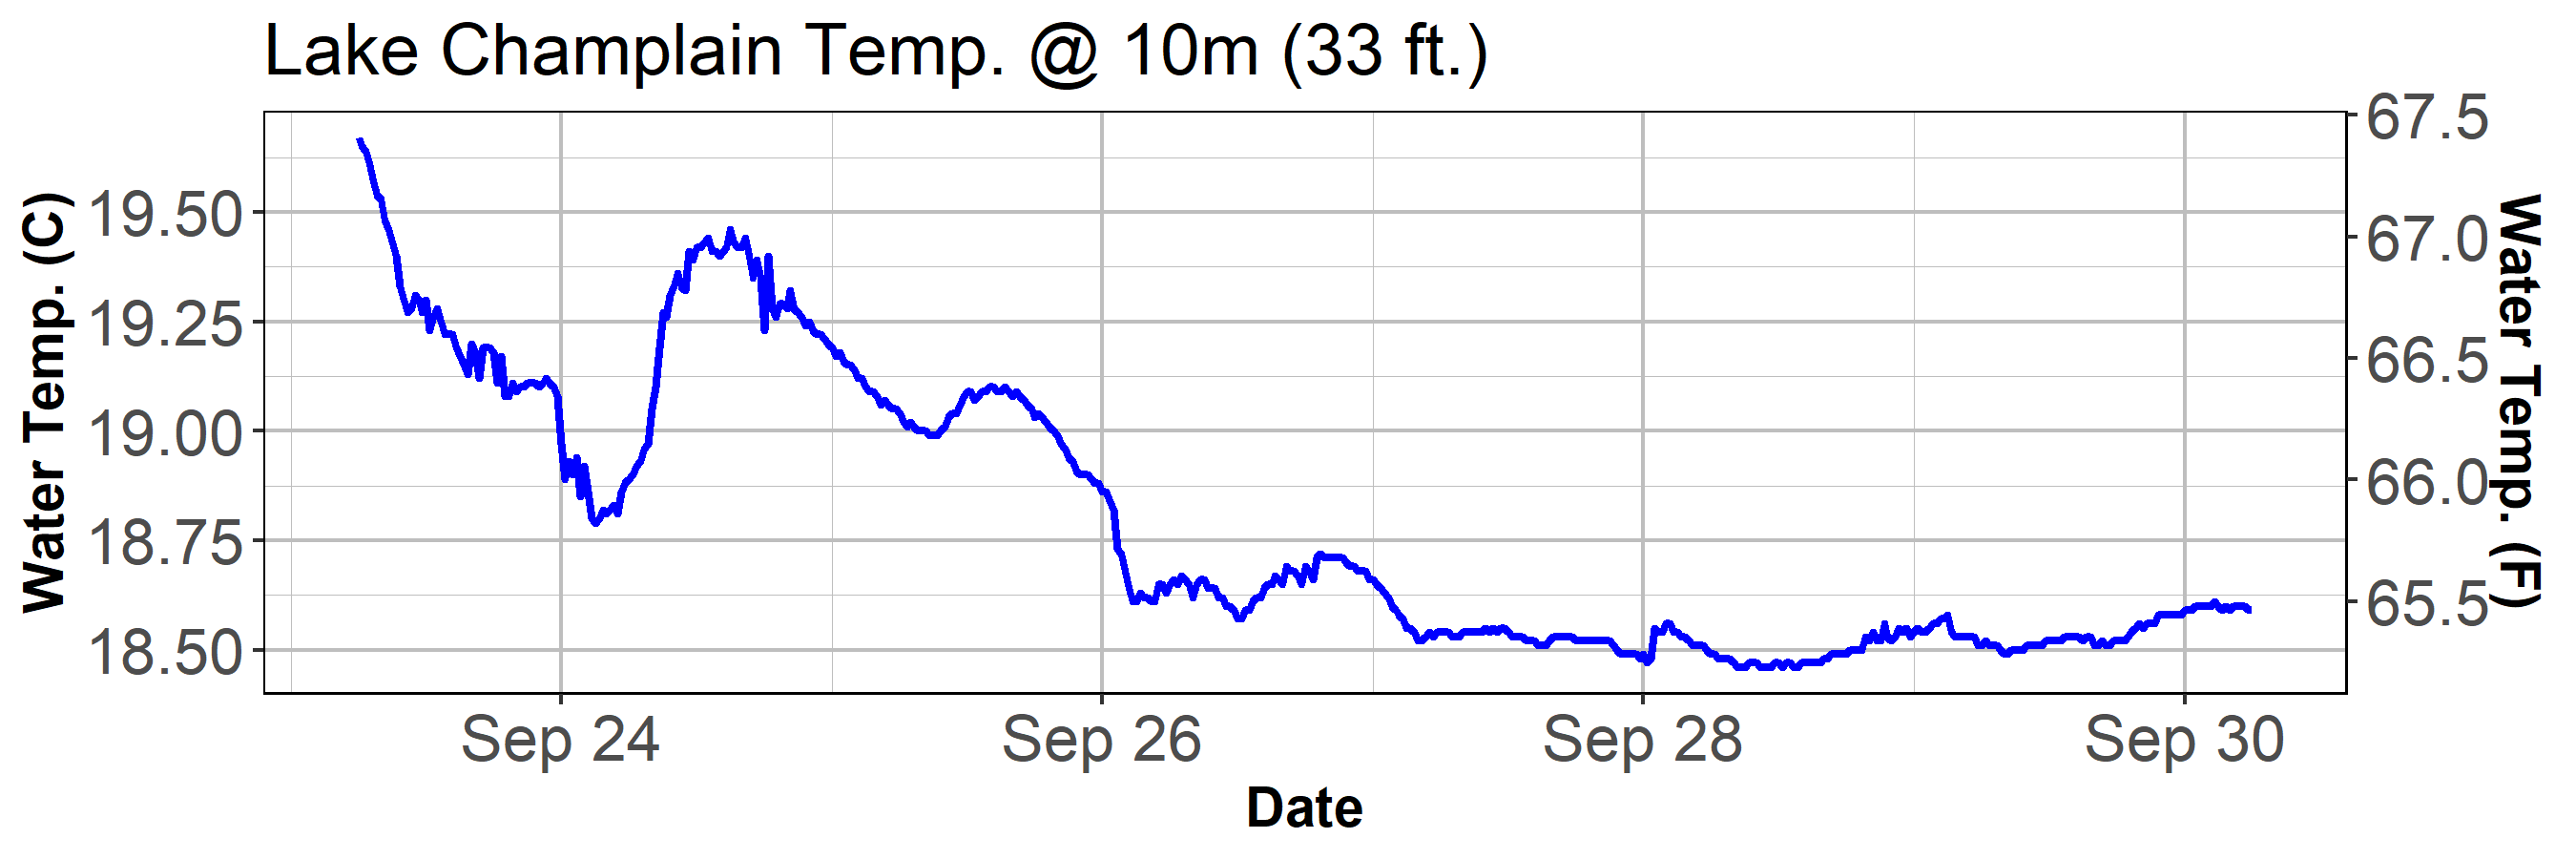 Lake Champlain Temp. @ 10m (33 ft.)
Water Temp. (C)
19.50
19.25
19.00
18.75
18.50
67.5
67.0
66.5
66.0
65.5
Water Temp. (F)
Sep 24
Sep 26
Sep 28
Sep 30
Date